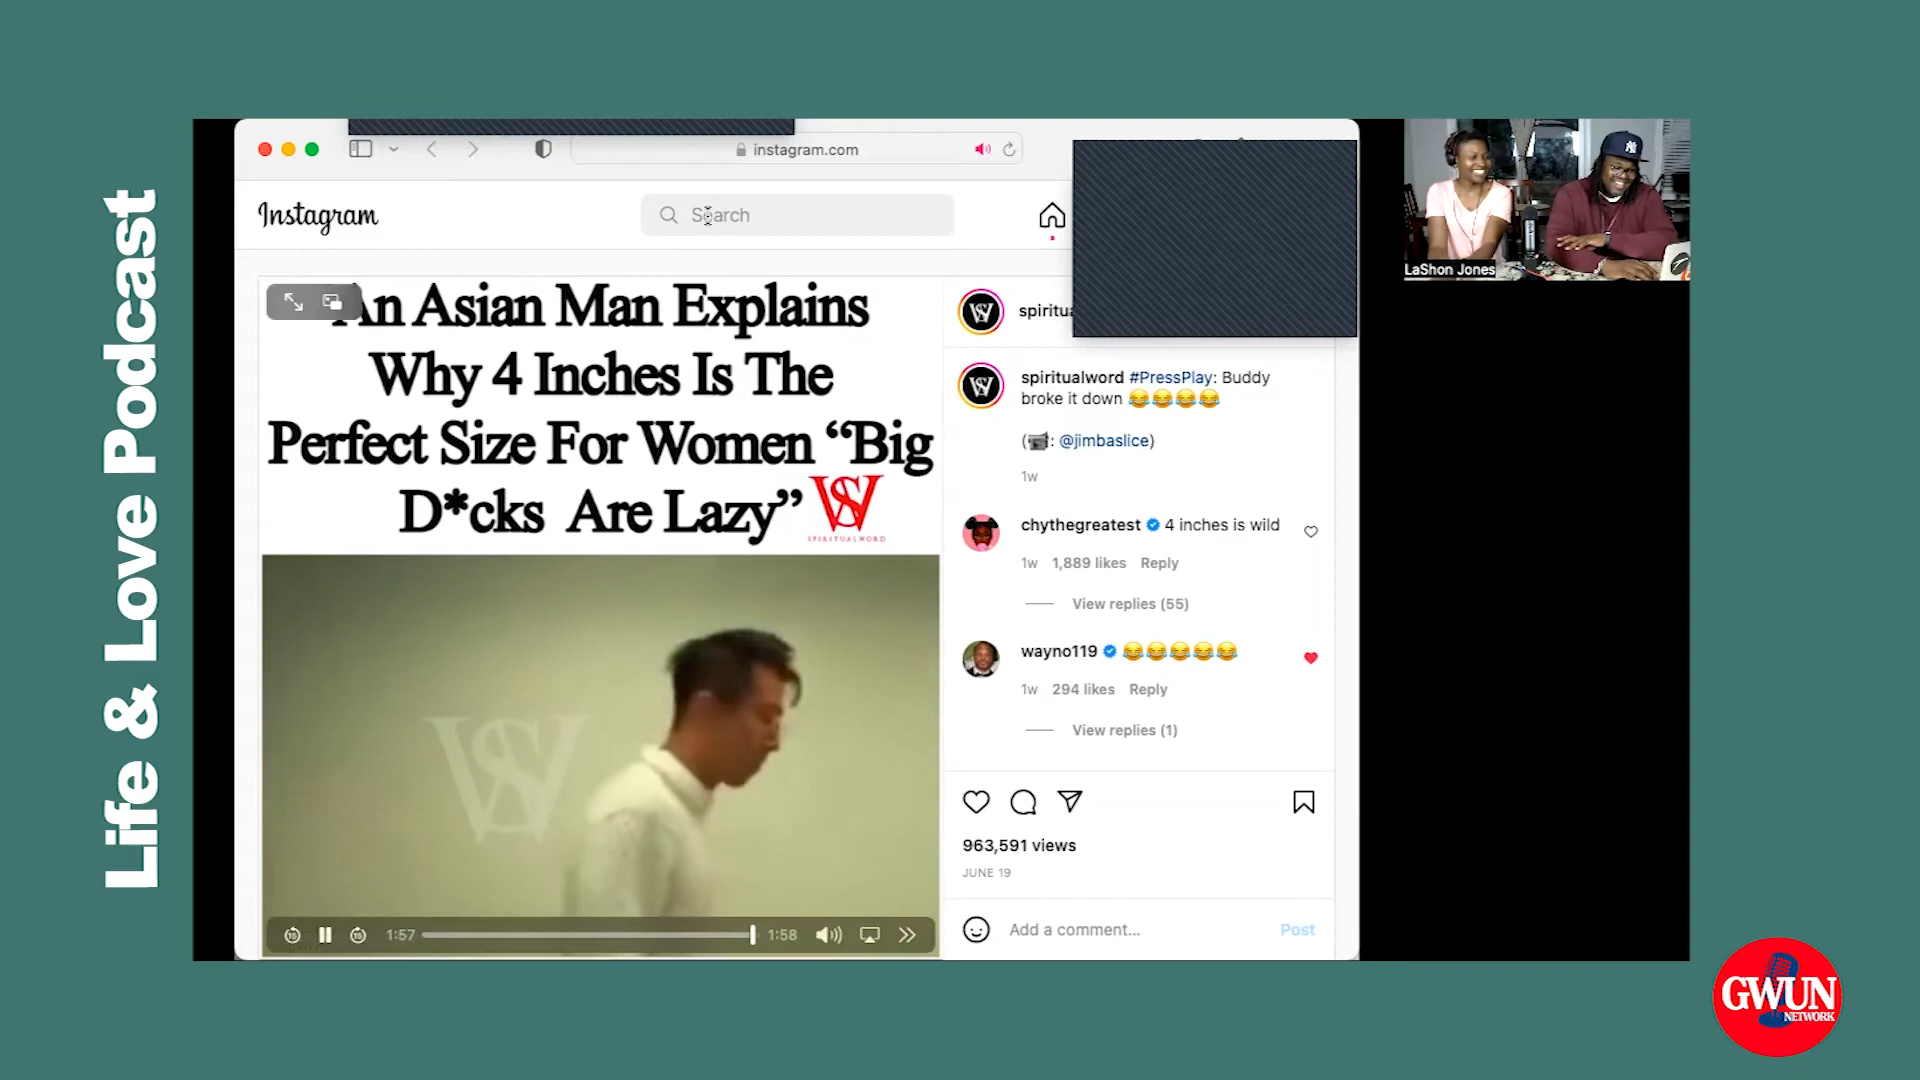 Life & Love Podcast
instagram.com
Instagram
Search
An Asian Man Explains
Why 4 Inches Is The
Perfect Size For Women “Big
D*cks Are Lazy”
WS
SPIRITUALWORD
WS
1:57
1:58
spiritua
spiritualword #PressPlay: Buddy
broke it down 😂😂😂😂
(📹: @jimbaslice)
1w
chythegreatest 4 inches is wild
1w 1,889 likes Reply
View replies (55)
wayno119 😂😂😂😂😂
1w 294 likes Reply
View replies (1)
963,591 views
JUNE 19
Add a comment...
Post
LaShon Jones
GWUN
NETWORK